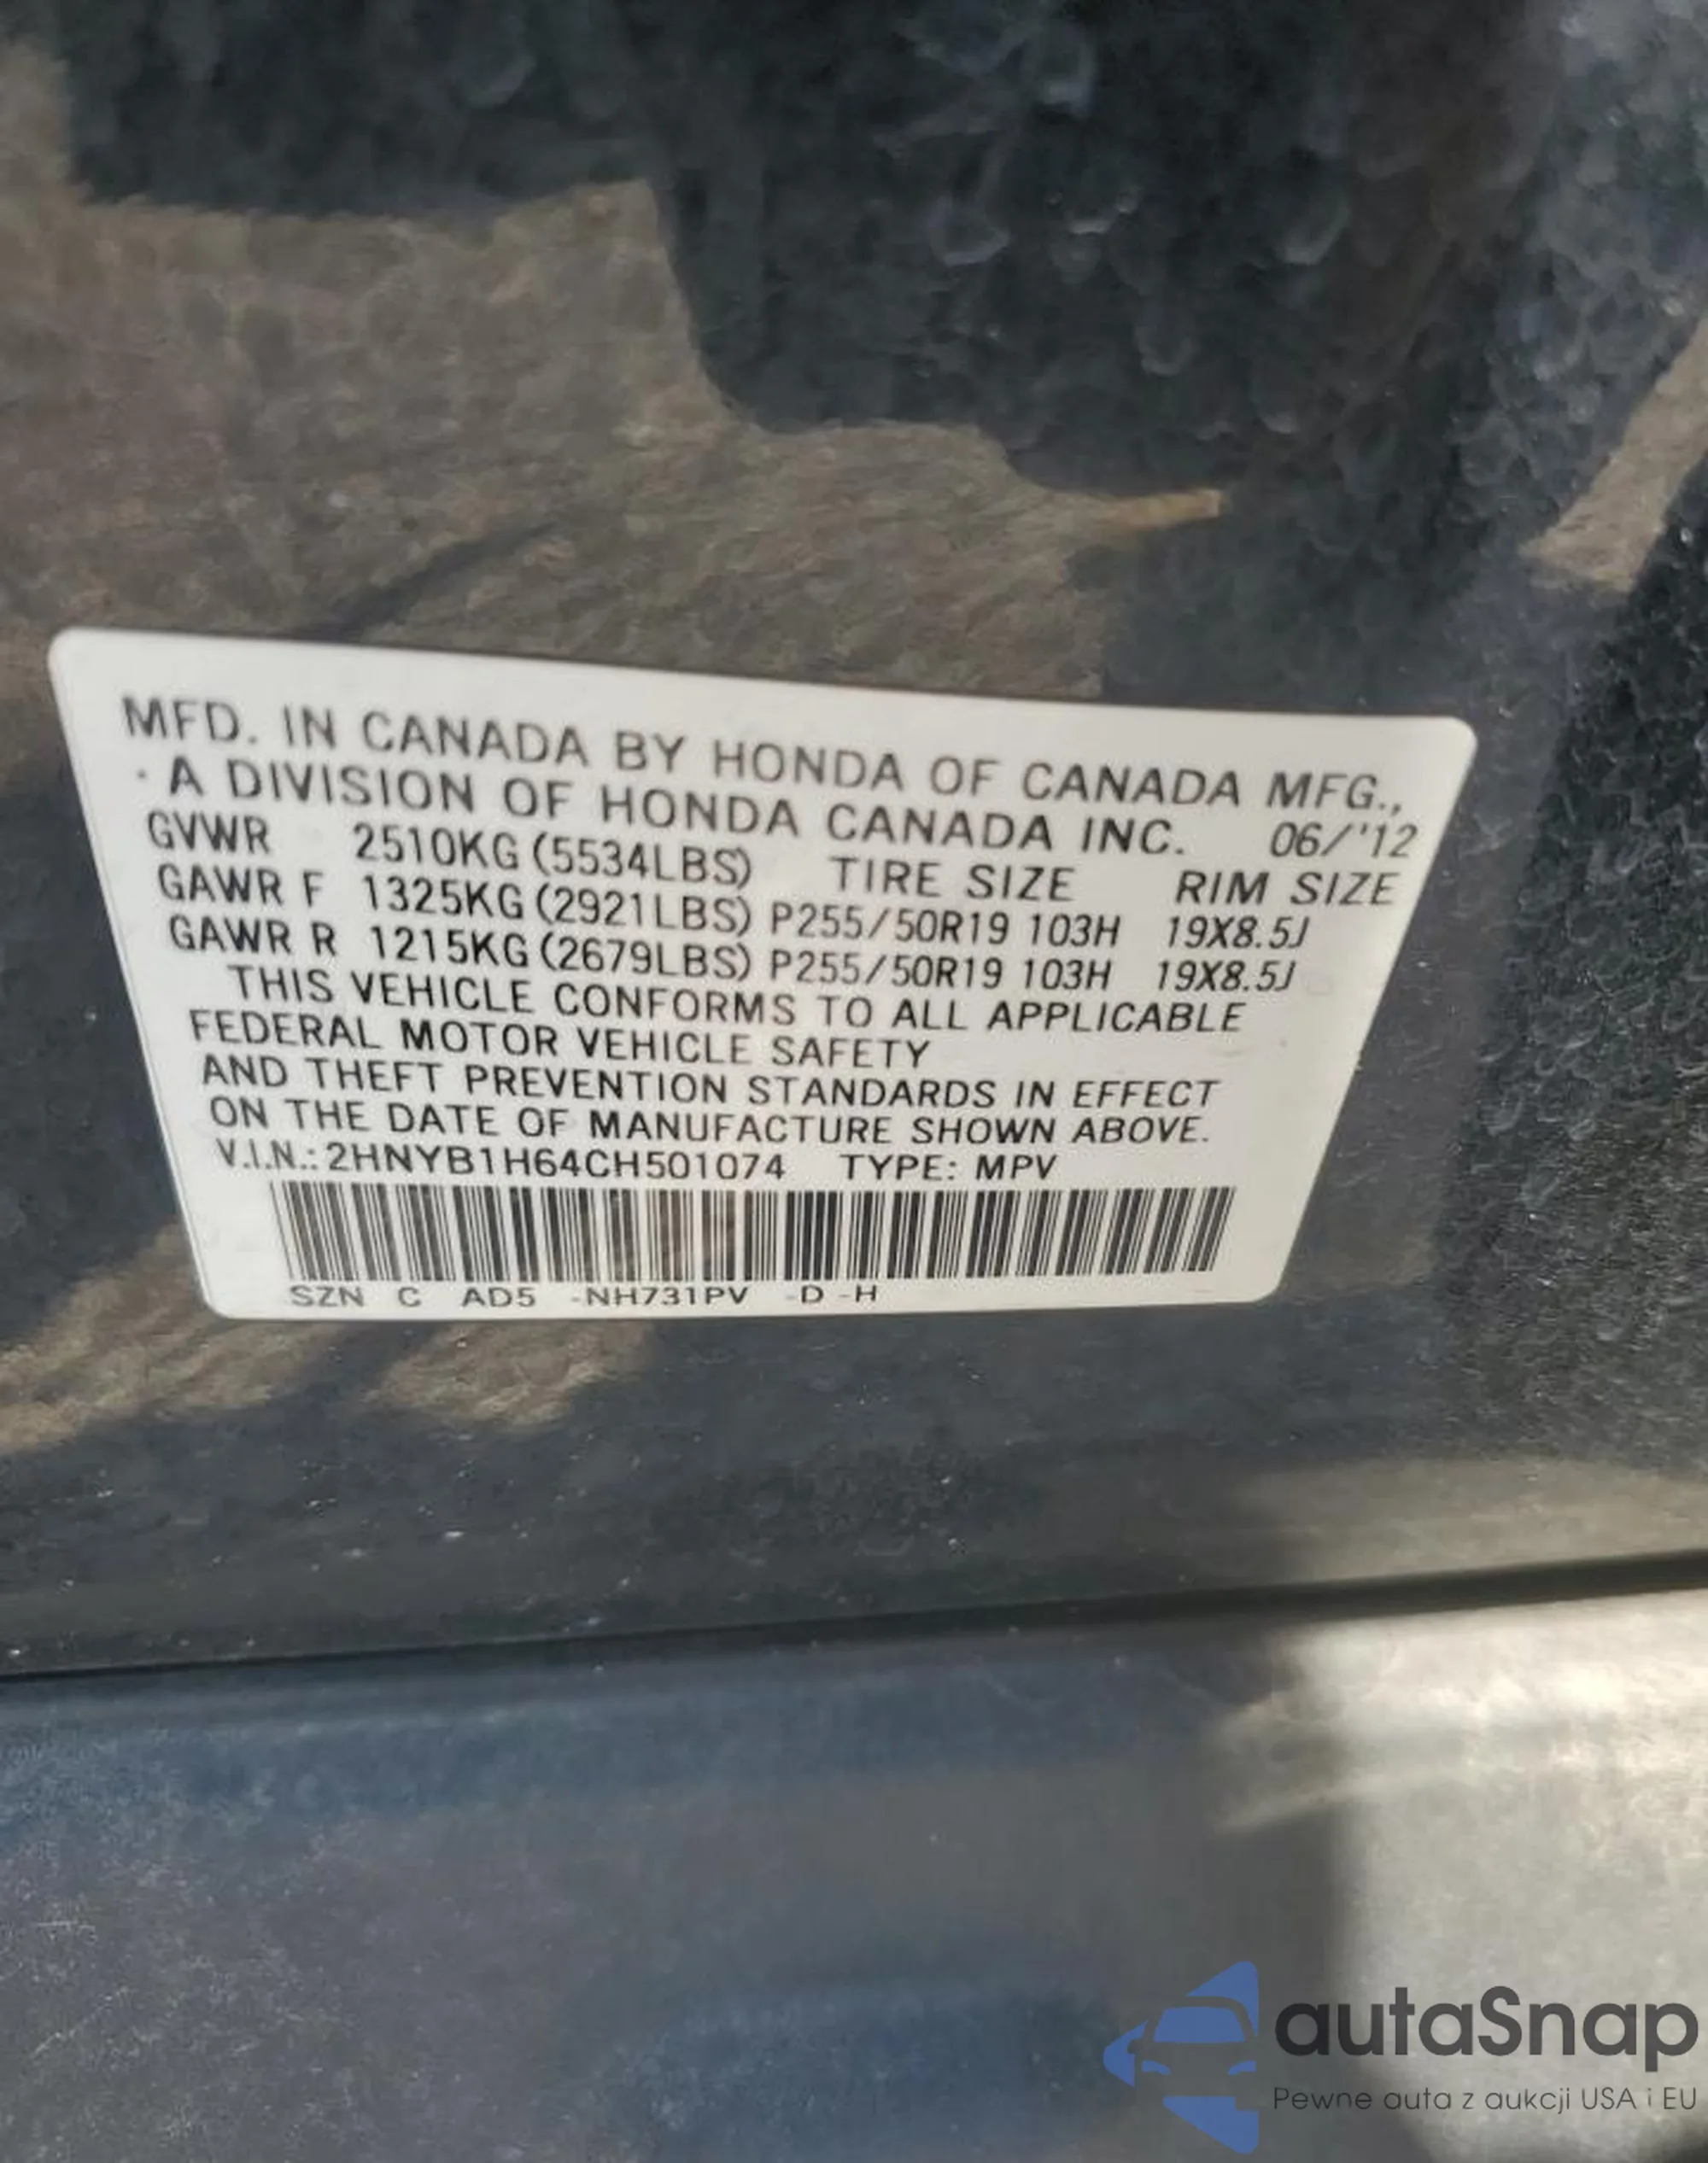 MFD. IN CANADA BY HONDA OF CANADA MFG.,
· A DIVISION OF HONDA CANADA INC. 06/'12
GVWR 2510KG (5534LBS) TIRE SIZE RIM SIZE
GAWR F 1325KG (2921LBS) P255/50R19 103H 19X8.5J
GAWR R 1215KG (2679LBS) P255/50R19 103H 19X8.5J
THIS VEHICLE CONFORMS TO ALL APPLICABLE
FEDERAL MOTOR VEHICLE SAFETY
AND THEFT PREVENTION STANDARDS IN EFFECT
ON THE DATE OF MANUFACTURE SHOWN ABOVE.
V.I.N.: 2HNYB1H64CH501074 TYPE: MPV
SZN C AD5 -NH731PV -D -H
autaSnap
Pewne auta z aukcji USA i EU